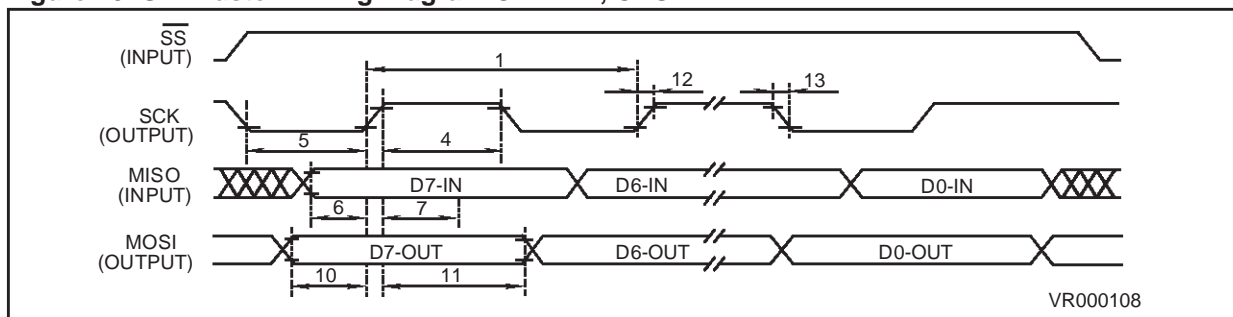 SS
(INPUT)
1
12
13
SCK
(OUTPUT)
5
4
MISO
(INPUT)
D7-IN
D6-IN
D0-IN
6
7
MOSI
(OUTPUT)
D7-OUT
D6-OUT
D0-OUT
10
11
VR000108